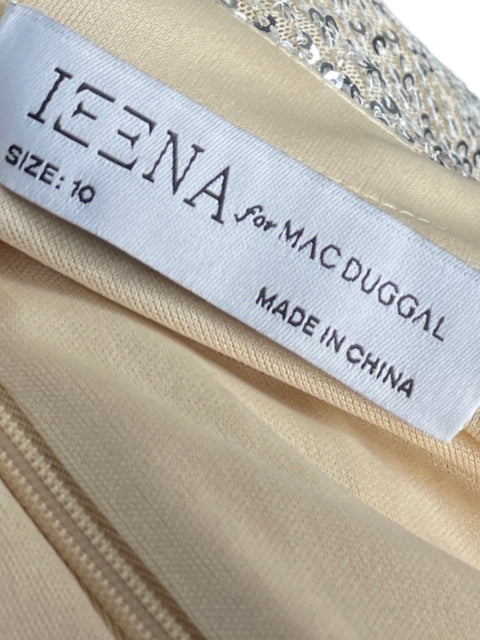 IEENA for MAC DUGGAL
SIZE: 10
MADE IN CHINA